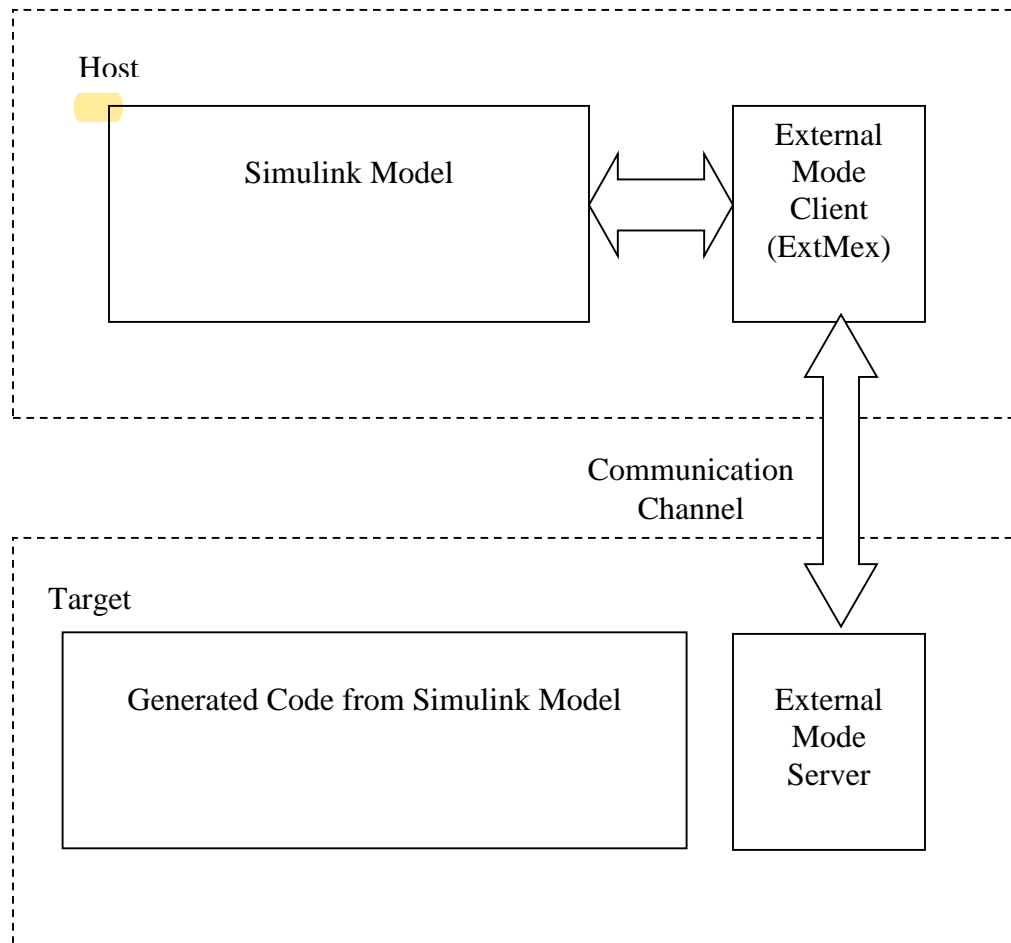 Host
Simulink Model
External
Mode
Client
(ExtMex)
Communication
Channel
Target
Generated Code from Simulink Model
External
Mode
Server